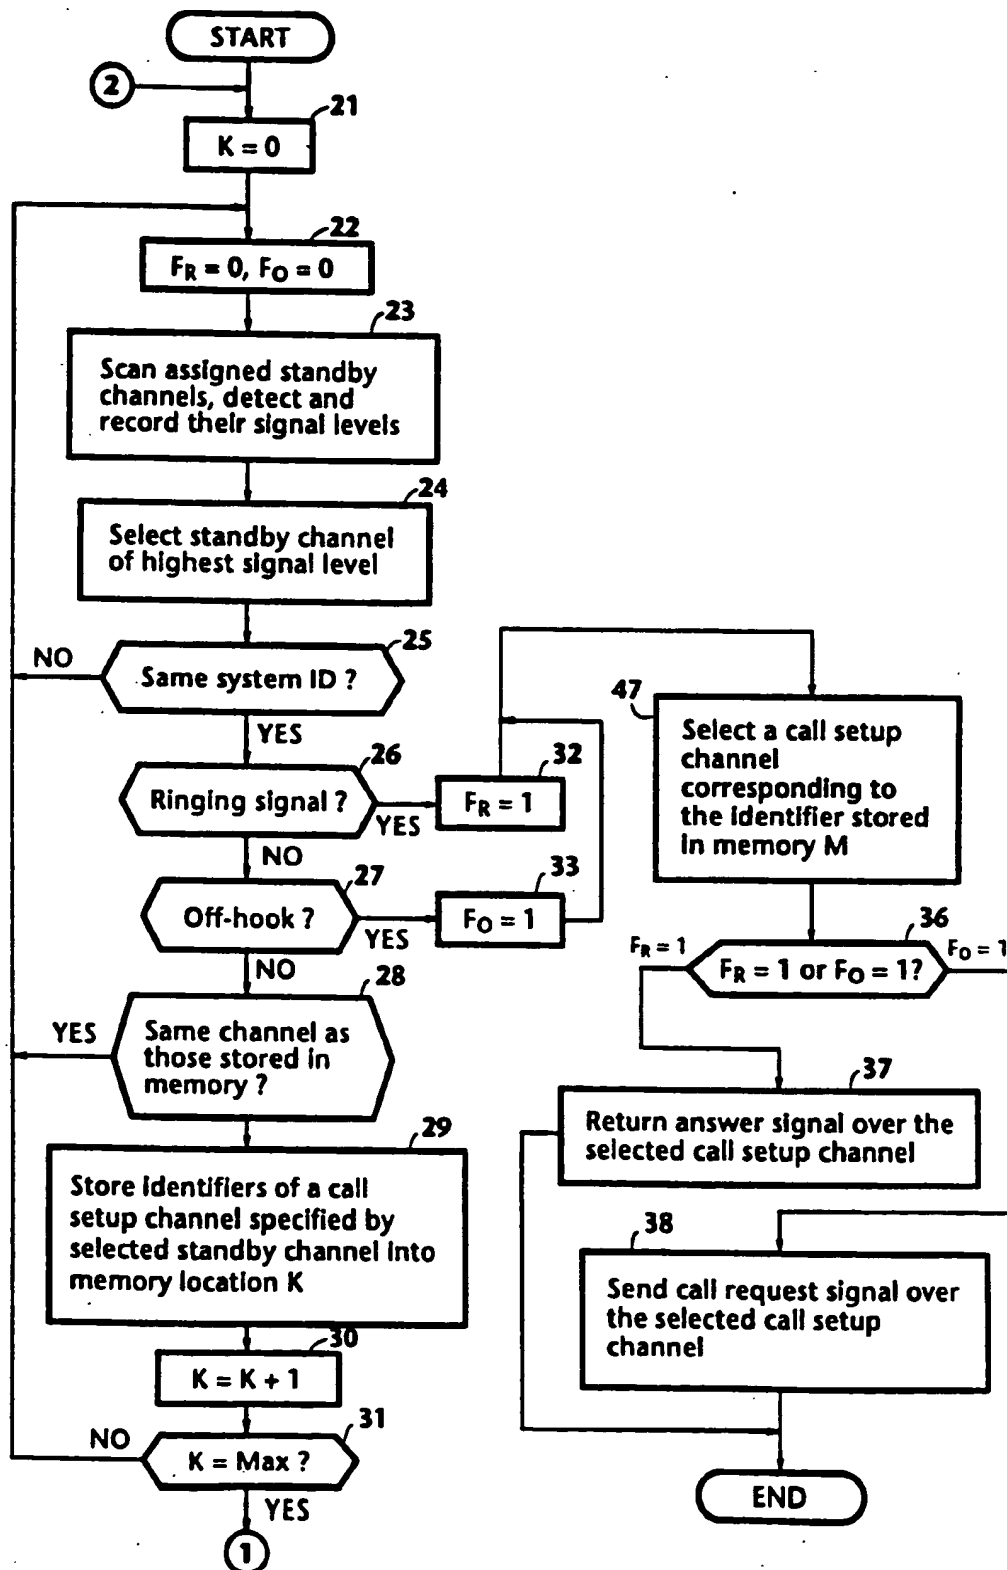 START
2
21
K = 0
22
FR = 0, FO = 0
23
Scan assigned standby
channels, detect and
record their signal levels
24
Select standby channel
of highest signal level
25
NO
Same system ID ?
YES
26
Ringing signal ?
YES
32
FR = 1
NO
27
Off-hook ?
YES
33
FO = 1
NO
28
YES
Same channel as
those stored in
memory ?
29
Store identifiers of a call
setup channel specified by
selected standby channel into
memory location K
30
K = K + 1
31
NO
K = Max ?
YES
1
47
Select a call setup
channel
corresponding to
the identifier stored
in memory M
36
FR = 1
FR = 1 or FO = 1?
FO = 1
37
Return answer signal over the
selected call setup channel
38
Send call request signal over
the selected call setup
channel
END